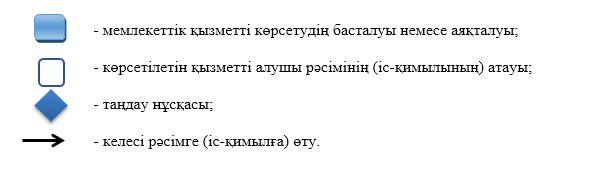 - мемлекеттік қызметті көрсетудің басталуы немесе аяқталуы;
- көрсетілетін қызметті алушы рәсімінің (іс-қимылының) атауы;
- таңдау нұсқасы;
- келесі рәсімге (іс-қимылға) өту.